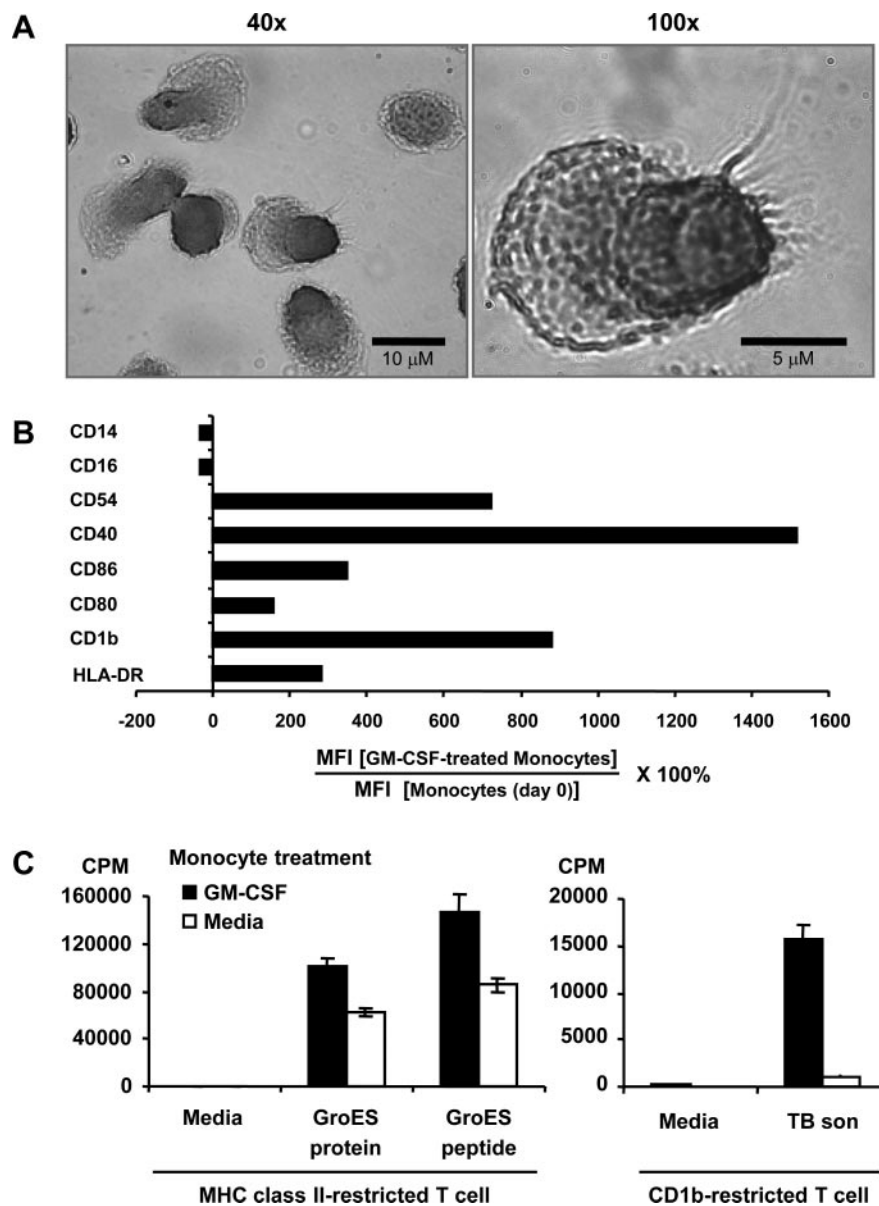 A
40x
100x
10 μM
5 μM
B
CD14
CD16
CD54
CD40
CD86
CD80
CD1b
HLA-DR
-200 0 200 400 600 800 1000 1200 1400 1600
MFI [GM-CSF-treated Monocytes]
MFI [Monocytes (day 0)]
X 100%
C
CPM
Monocyte treatment
GM-CSF
Media
160000
120000
80000
40000
0
Media
GroES protein
GroES peptide
MHC class II-restricted T cell
CPM
20000
15000
10000
5000
0
Media
TB son
CD1b-restricted T cell